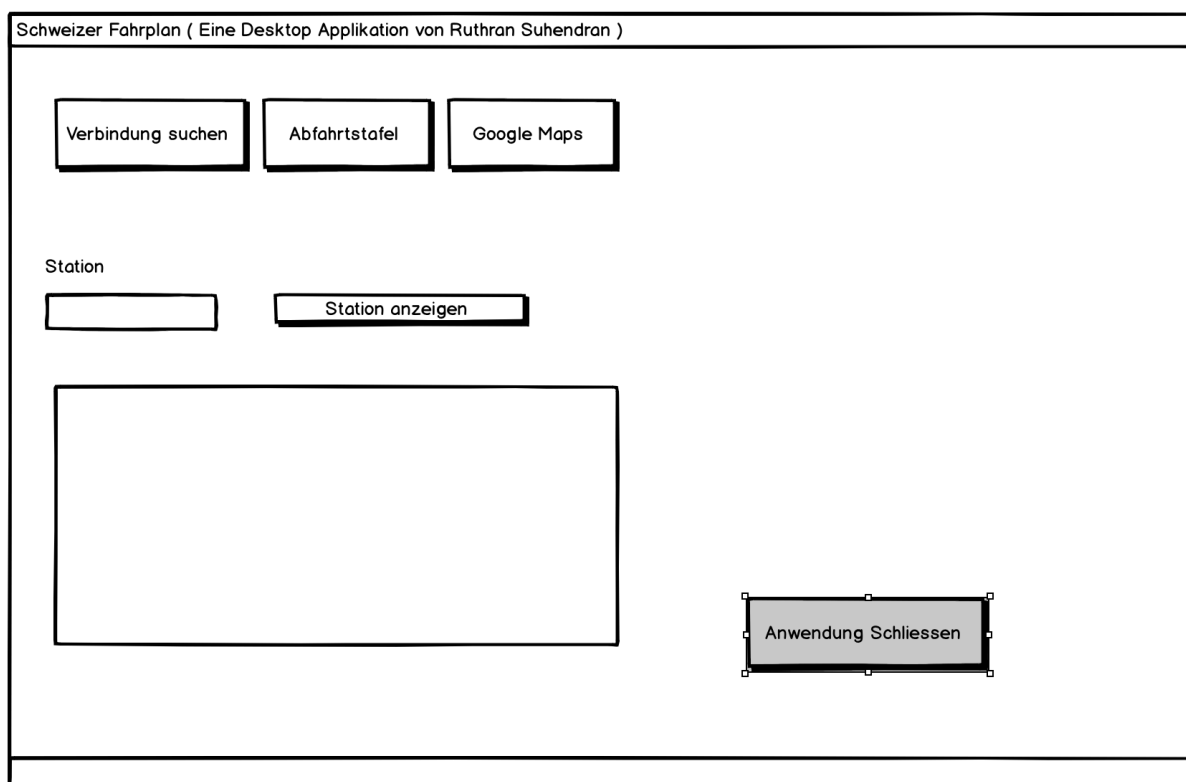 Schweizer Fahrplan ( Eine Desktop Applikation von Ruthran Suhendran )
Verbindung suchen
Abfahrtstafel
Google Maps
Station
Station anzeigen
Anwendung Schliessen